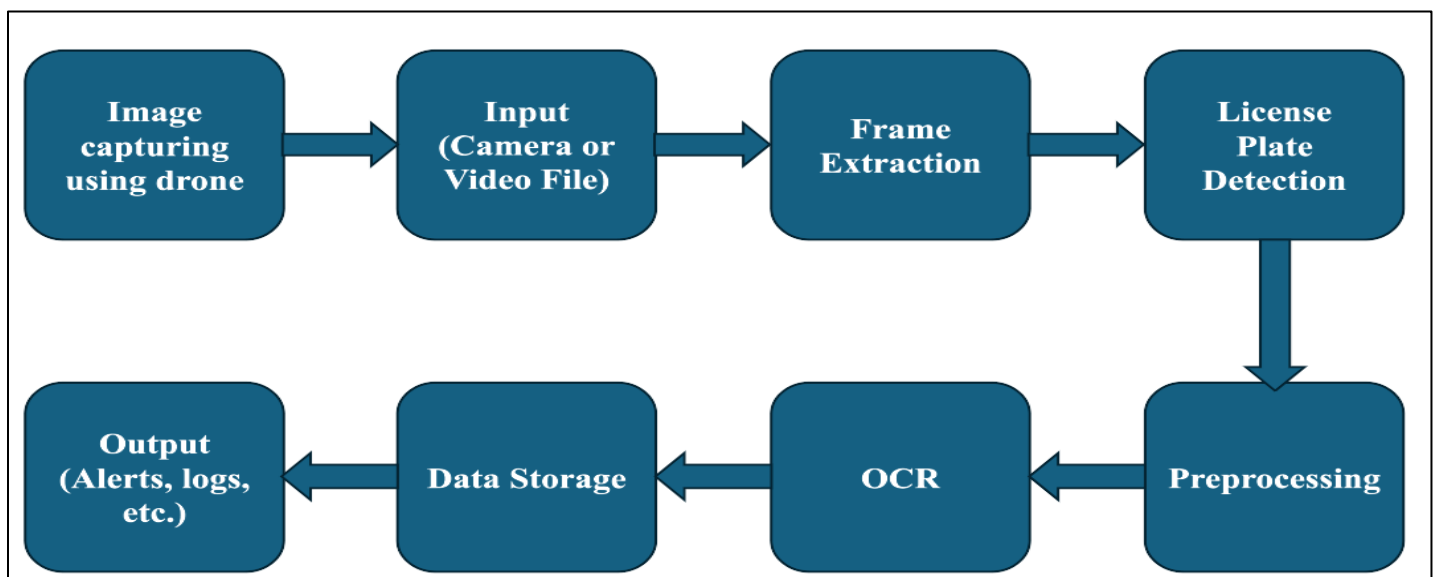 Image
capturing
using drone
Input
(Camera or
Video File)
Frame
Extraction
License
Plate
Detection
Preprocessing
OCR
Data Storage
Output
(Alerts, logs,
etc.)